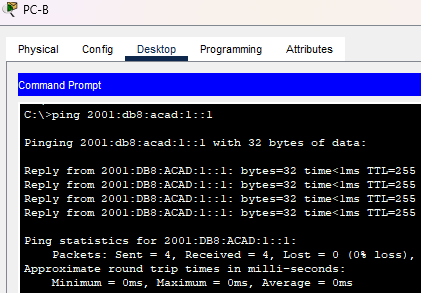 PC-B
Physical Config Desktop Programming Attributes
Command Prompt
C:\>ping 2001:db8:acad:1::1
Pinging 2001:db8:acad:1::1 with 32 bytes of data:
Reply from 2001:DB8:ACAD:1::1: bytes=32 time<1ms TTL=255
Reply from 2001:DB8:ACAD:1::1: bytes=32 time<1ms TTL=255
Reply from 2001:DB8:ACAD:1::1: bytes=32 time<1ms TTL=255
Reply from 2001:DB8:ACAD:1::1: bytes=32 time<1ms TTL=255
Ping statistics for 2001:DB8:ACAD:1::1:
Packets: Sent = 4, Received = 4, Lost = 0 (0% loss),
Approximate round trip times in milli-seconds:
Minimum = 0ms, Maximum = 0ms, Average = 0ms